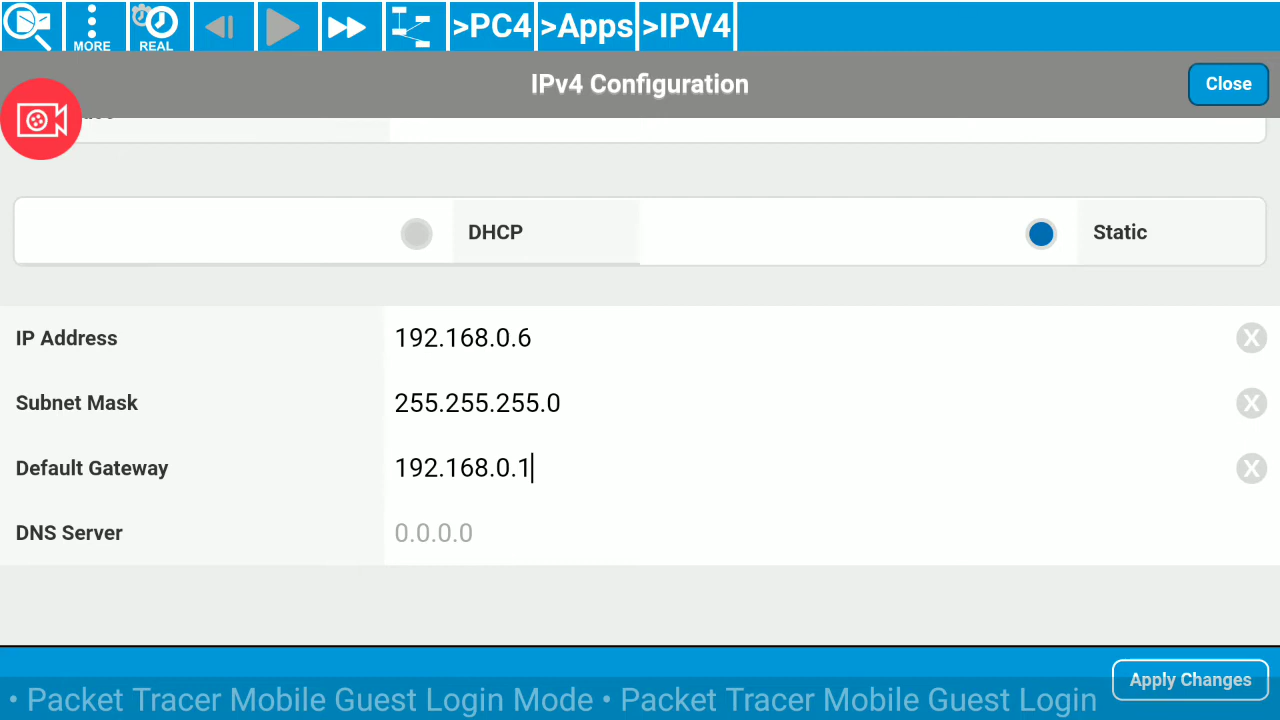 MORE
REAL
>PC4 >Apps >IPV4
IPv4 Configuration
Close
DHCP
Static
IP Address 192.168.0.6 X
Subnet Mask 255.255.255.0 X
Default Gateway 192.168.0.1 X
DNS Server 0.0.0.0
Apply Changes
• Packet Tracer Mobile Guest Login Mode • Packet Tracer Mobile Guest Login